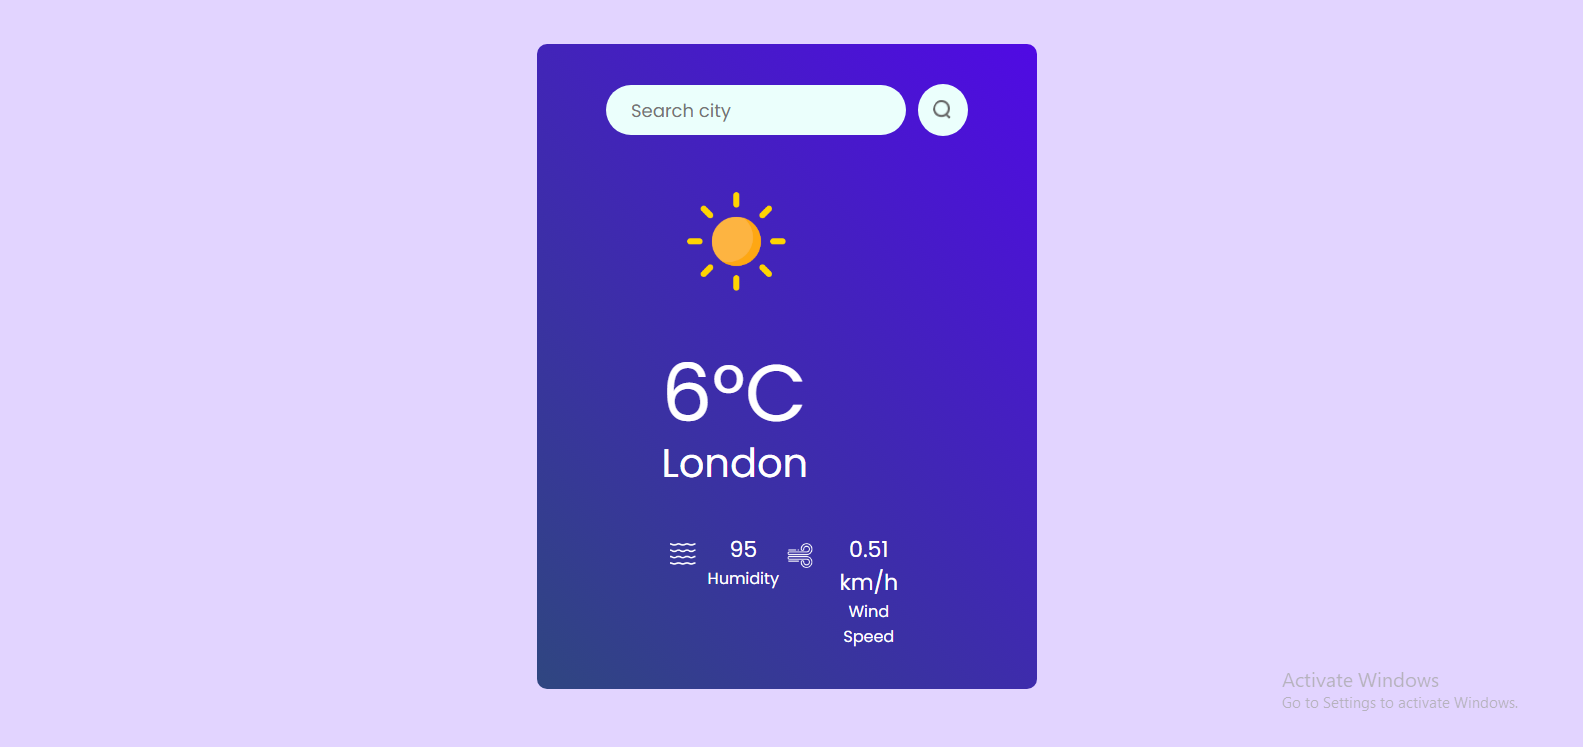 Search city
6°C
London
95
Humidity
0.51
km/h
Wind
Speed
Activate Windows
Go to Settings to activate Windows.